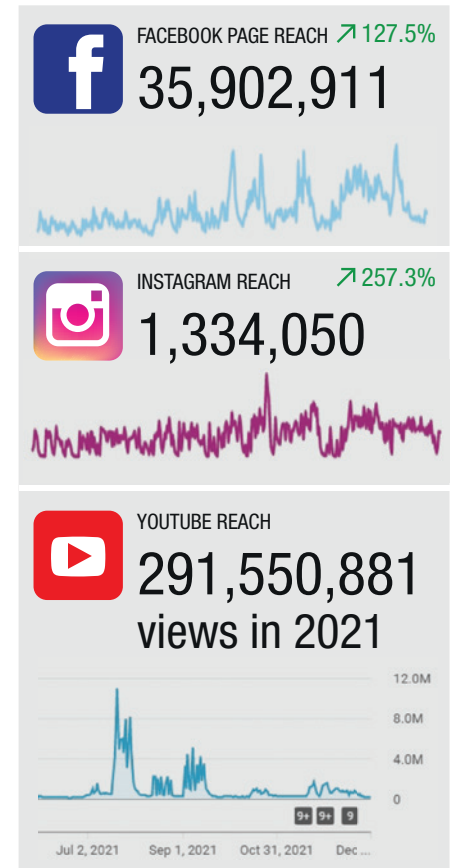 FACEBOOK PAGE REACH ↗127.5%
35,902,911
INSTAGRAM REACH ↗257.3%
1,334,050
YOUTUBE REACH
291,550,881
views in 2021
12.0M
8.0M
4.0M
0
9+ 9+ 9
Jul 2, 2021 Sep 1, 2021 Oct 31, 2021 Dec ...